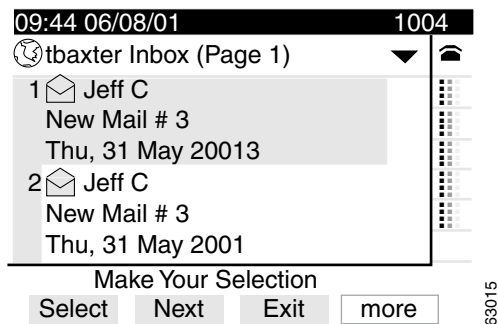 09:44 06/08/01 1004
tbaxter Inbox (Page 1)
1 Jeff C
New Mail # 3
Thu, 31 May 20013
2 Jeff C
New Mail # 3
Thu, 31 May 2001
Make Your Selection
Select Next Exit more
63015